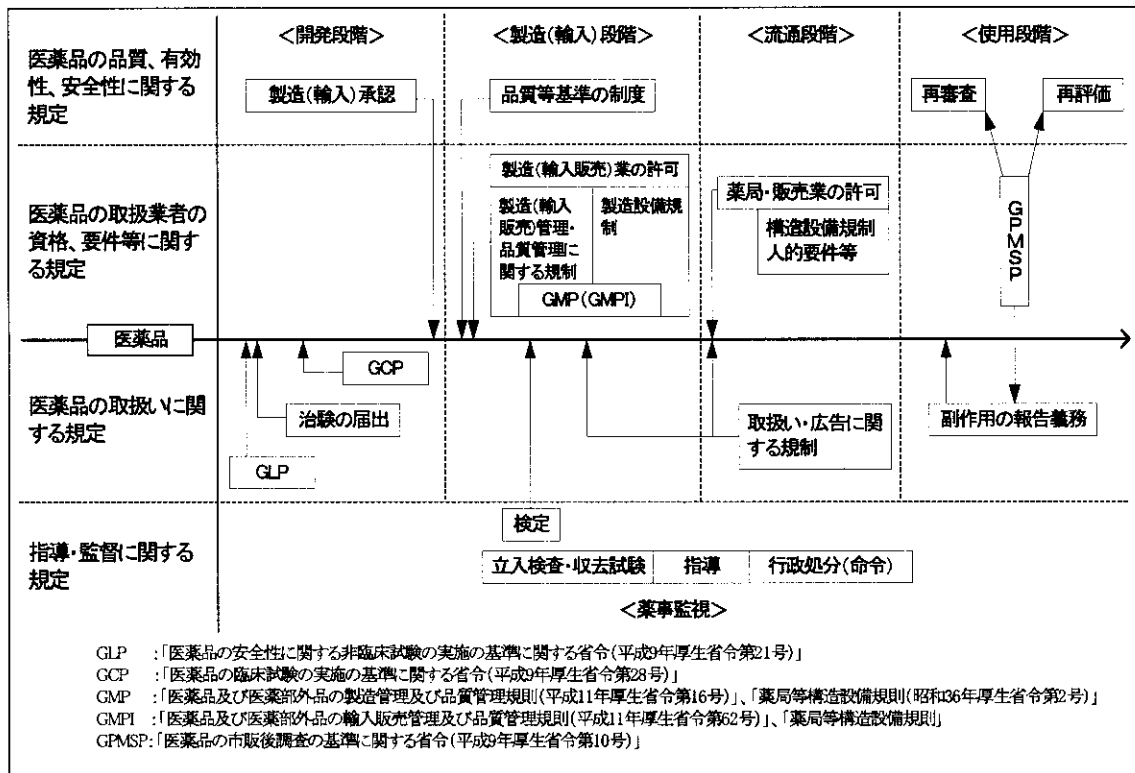 ＜開発段階＞
＜製造(輸入)段階＞
＜流通段階＞
＜使用段階＞
医薬品の品質、有効
性、安全性に関する
規定
製造(輸入)承認
品質等基準の制度
再審査
再評価
医薬品の取扱業者の
資格、要件等に関す
る規定
製造(輸入販売)業の許可
製造(輸入
販売)管理・
品質管理に
関する規制
製造設備規
制
GMP(GMPI)
薬局・販売業の許可
構造設備規制
人的要件等
GPMSP
医薬品
医薬品の取扱いに関
する規定
GCP
治験の届出
GLP
取扱い・広告に関
する規制
副作用の報告義務
指導・監督に関する
規定
検定
立入検査・収去試験
指導
行政処分(命令)
＜薬事監視＞
GLP :「医薬品の安全性に関する非臨床試験の実施の基準に関する省令(平成9年厚生省令第21号)」
GCP :「医薬品の臨床試験の実施の基準に関する省令(平成9年厚生省令第28号)」
GMP :「医薬品及び医薬部外品の製造管理及び品質管理規則(平成11年厚生省令第16号)」、「薬局等構造設備規則(昭和36年厚生省令第2号)」
GMPI :「医薬品及び医薬部外品の輸入販売管理及び品質管理規則(平成11年厚生省令第62号)」、「薬局等構造設備規則」
GPMSP:「医薬品の市販後調査の基準に関する省令(平成9年厚生省令第10号)」